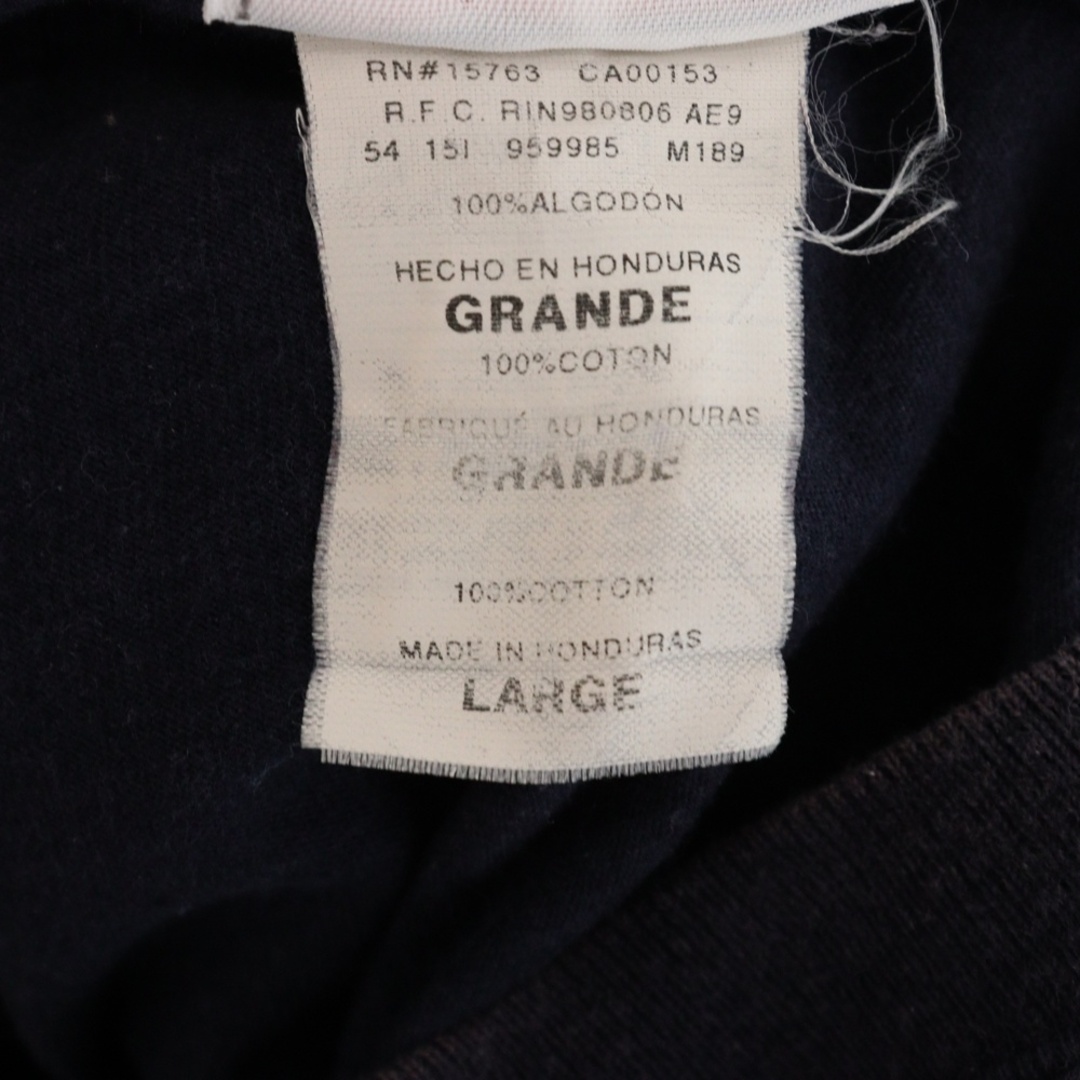 RN#15763 CA00153
R.F.C. RIN980806 AE9
54 151 959985 M189
100%ALGODÓN
HECHO EN HONDURAS
GRANDE
100%COTON
FABRIQUÉ AU HONDURAS
GRANDE
100%COTTON
MADE IN HONDURAS
LARGE